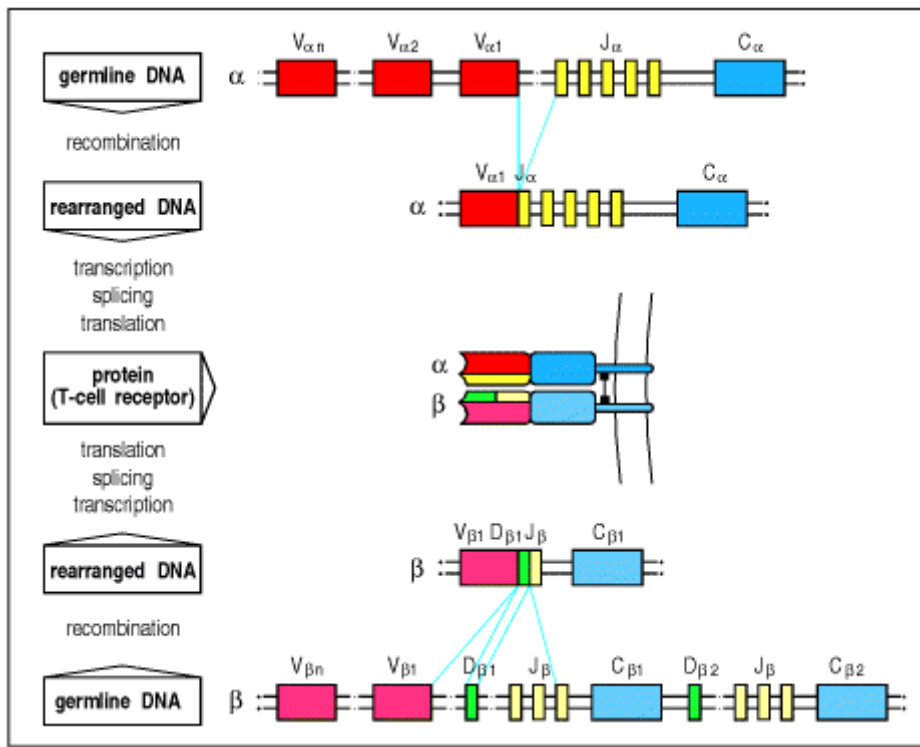 Vαn Vα2 Vα1 Jα Cα
germline DNA α
recombination
Vα1 Jα Cα
rearranged DNA α
transcription
splicing
translation
protein
(T-cell receptor)
α
β
translation
splicing
transcription
Vβ1 Dβ1 Jβ Cβ1
rearranged DNA β
recombination
Vβn Vβ1 Dβ1 Jβ Cβ1 Dβ2 Jβ Cβ2
germline DNA β